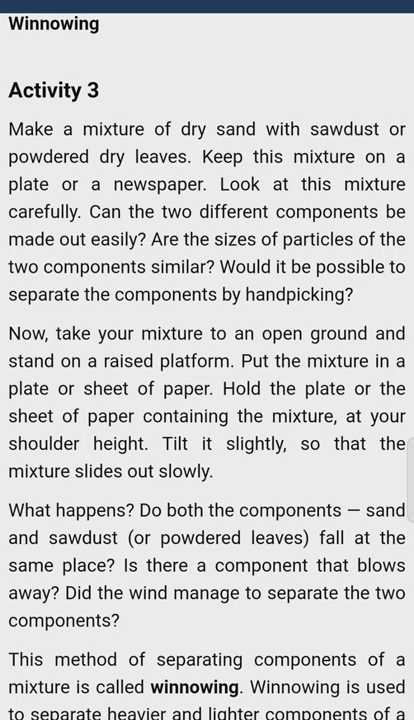 Winnowing
Activity 3
Make a mixture of dry sand with sawdust or
powdered dry leaves. Keep this mixture on a
plate or a newspaper. Look at this mixture
carefully. Can the two different components be
made out easily? Are the sizes of particles of the
two components similar? Would it be possible to
separate the components by handpicking?
Now, take your mixture to an open ground and
stand on a raised platform. Put the mixture in a
plate or sheet of paper. Hold the plate or the
sheet of paper containing the mixture, at your
shoulder height. Tilt it slightly, so that the
mixture slides out slowly.
What happens? Do both the components — sand
and sawdust (or powdered leaves) fall at the
same place? Is there a component that blows
away? Did the wind manage to separate the two
components?
This method of separating components of a
mixture is called winnowing. Winnowing is used
to separate heavier and lighter components of a